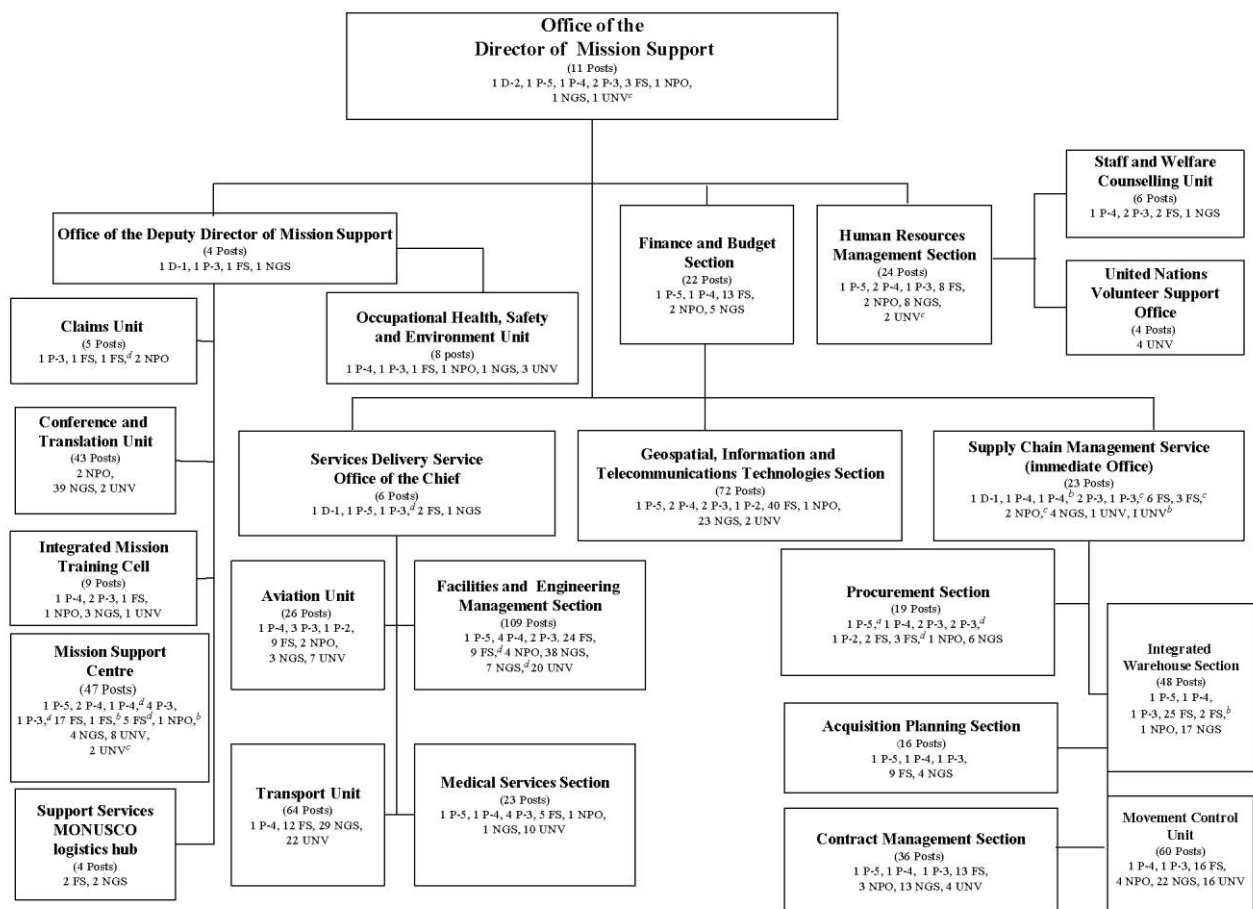 Office of the
Director of Mission Support
(11 Posts)
1 D-2, 1 P-5, 1 P-4, 2 P-3, 3 FS, 1 NPO,
1 NGS, 1 UNVc
Staff and Welfare
Counselling Unit
(6 Posts)
1 P-4, 2 P-3, 2 FS, 1 NGS
Office of the Deputy Director of Mission Support
(4 Posts)
1 D-1, 1 P-3, 1 FS, 1 NGS
Finance and Budget
Section
(22 Posts)
1 P-5, 1 P-4, 13 FS,
2 NPO, 5 NGS
Human Resources
Management Section
(24 Posts)
1 P-5, 2 P-4, 1 P-3, 8 FS,
2 NPO, 8 NGS,
2 UNVc
United Nations
Volunteer Support
Office
(4 Posts)
4 UNV
Claims Unit
(5 Posts)
1 P-3, 1 FS, 1 FS,d 2 NPO
Occupational Health, Safety
and Environment Unit
(8 posts)
1 P-4, 1 P-3, 1 FS, 1 NPO, 1 NGS, 3 UNV
Conference and
Translation Unit
(43 Posts)
2 NPO,
39 NGS, 2 UNV
Services Delivery Service
Office of the Chief
(6 Posts)
1 D-1, 1 P-5, 1 P-3,d 2 FS, 1 NGS
Geospatial, Information and
Telecommunications Technologies Section
(72 Posts)
1 P-5, 2 P-4, 2 P-3, 1 P-2, 40 FS, 1 NPO,
23 NGS, 2 UNV
Supply Chain Management Service
(immediate Office)
(23 Posts)
1 D-1, 1 P-4, 1 P-4,b 2 P-3, 1 P-3,c 6 FS, 3 FS,c
2 NPO,c 4 NGS, 1 UNV, I UNVb
Integrated Mission
Training Cell
(9 Posts)
1 P-4, 2 P-3, 1 FS,
1 NPO, 3 NGS, 1 UNV
Aviation Unit
(26 Posts)
1 P-4, 3 P-3, 1 P-2,
9 FS, 2 NPO,
3 NGS, 7 UNV
Facilities and Engineering
Management Section
(109 Posts)
1 P-5, 4 P-4, 2 P-3, 24 FS,
9 FS,d 4 NPO, 38 NGS,
7 NGS,d 20 UNV
Procurement Section
(19 Posts)
1 P-5,a 1 P-4, 2 P-3, 2 P-3,d
1 P-2, 2 FS, 3 FS,d 1 NPO, 6 NGS
Mission Support
Centre
(47 Posts)
1 P-5, 2 P-4, 1 P-4,d 4 P-3,
1 P-3,d 17 FS, 1 FS,b 5 FSd, 1 NPO,b
4 NGS, 8 UNV,
2 UNVc
Integrated
Warehouse Section
(48 Posts)
1 P-5, 1 P-4,
1 P-3, 25 FS, 2 FS,b
1 NPO, 17 NGS
Acquisition Planning Section
(16 Posts)
1 P-5, 1 P-4, 1 P-3,
9 FS, 4 NGS
Support Services
MONUSCO
logistics hub
(4 Posts)
2 FS, 2 NGS
Transport Unit
(64 Posts)
1 P-4, 12 FS, 29 NGS,
22 UNV
Medical Services Section
(23 Posts)
1 P-5, 1 P-4, 4 P-3, 5 FS, 1 NPO,
1 NGS, 10 UNV
Contract Management Section
(36 Posts)
1 P-5, 1 P-4, 1 P-3, 13 FS,
3 NPO, 13 NGS, 4 UNV
Movement Control
Unit
(60 Posts)
1 P-4, 1 P-3, 16 FS,
4 NPO, 22 NGS, 16 UNV